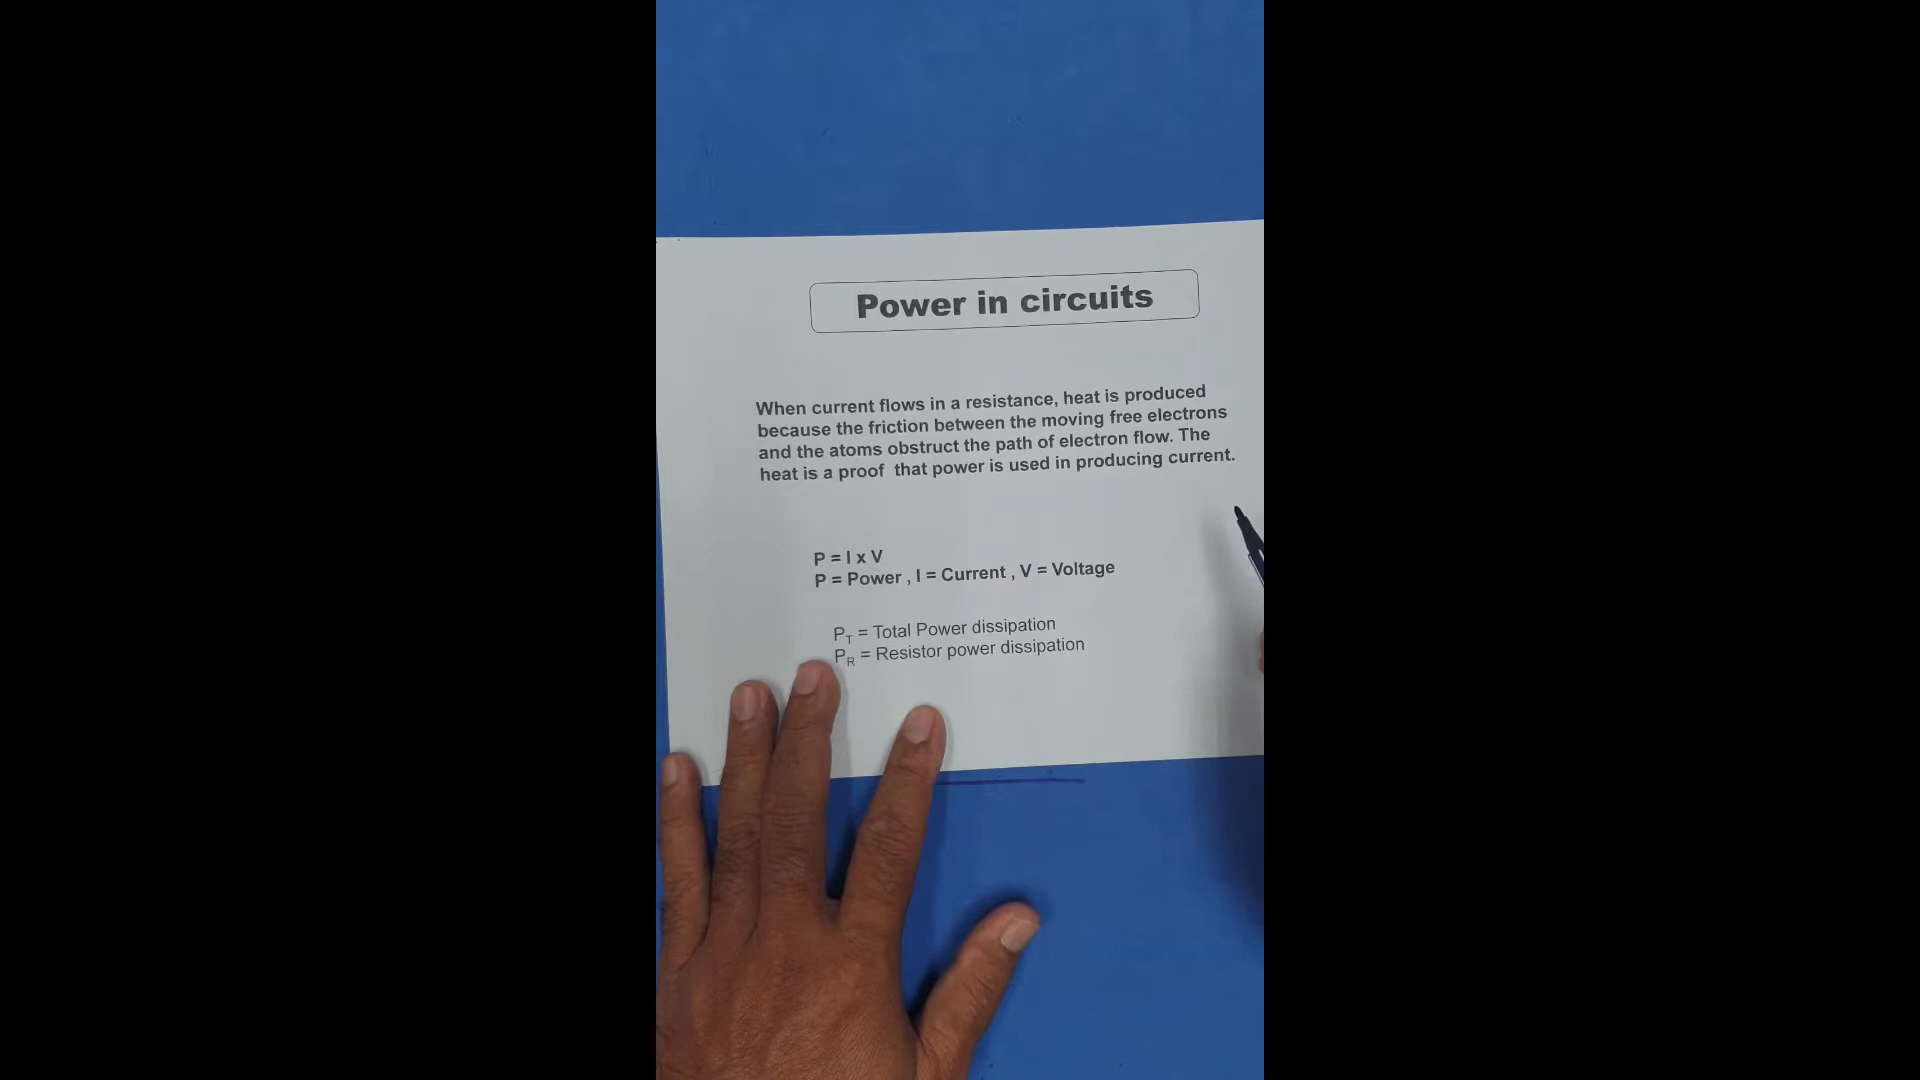 Power in circuits
When current flows in a resistance, heat is produced
because the friction between the moving free electrons
and the atoms obstruct the path of electron flow. The
heat is a proof that power is used in producing current.
P = I x V
P = Power , I = Current , V = Voltage
P_T = Total Power dissipation
P_R = Resistor power dissipation